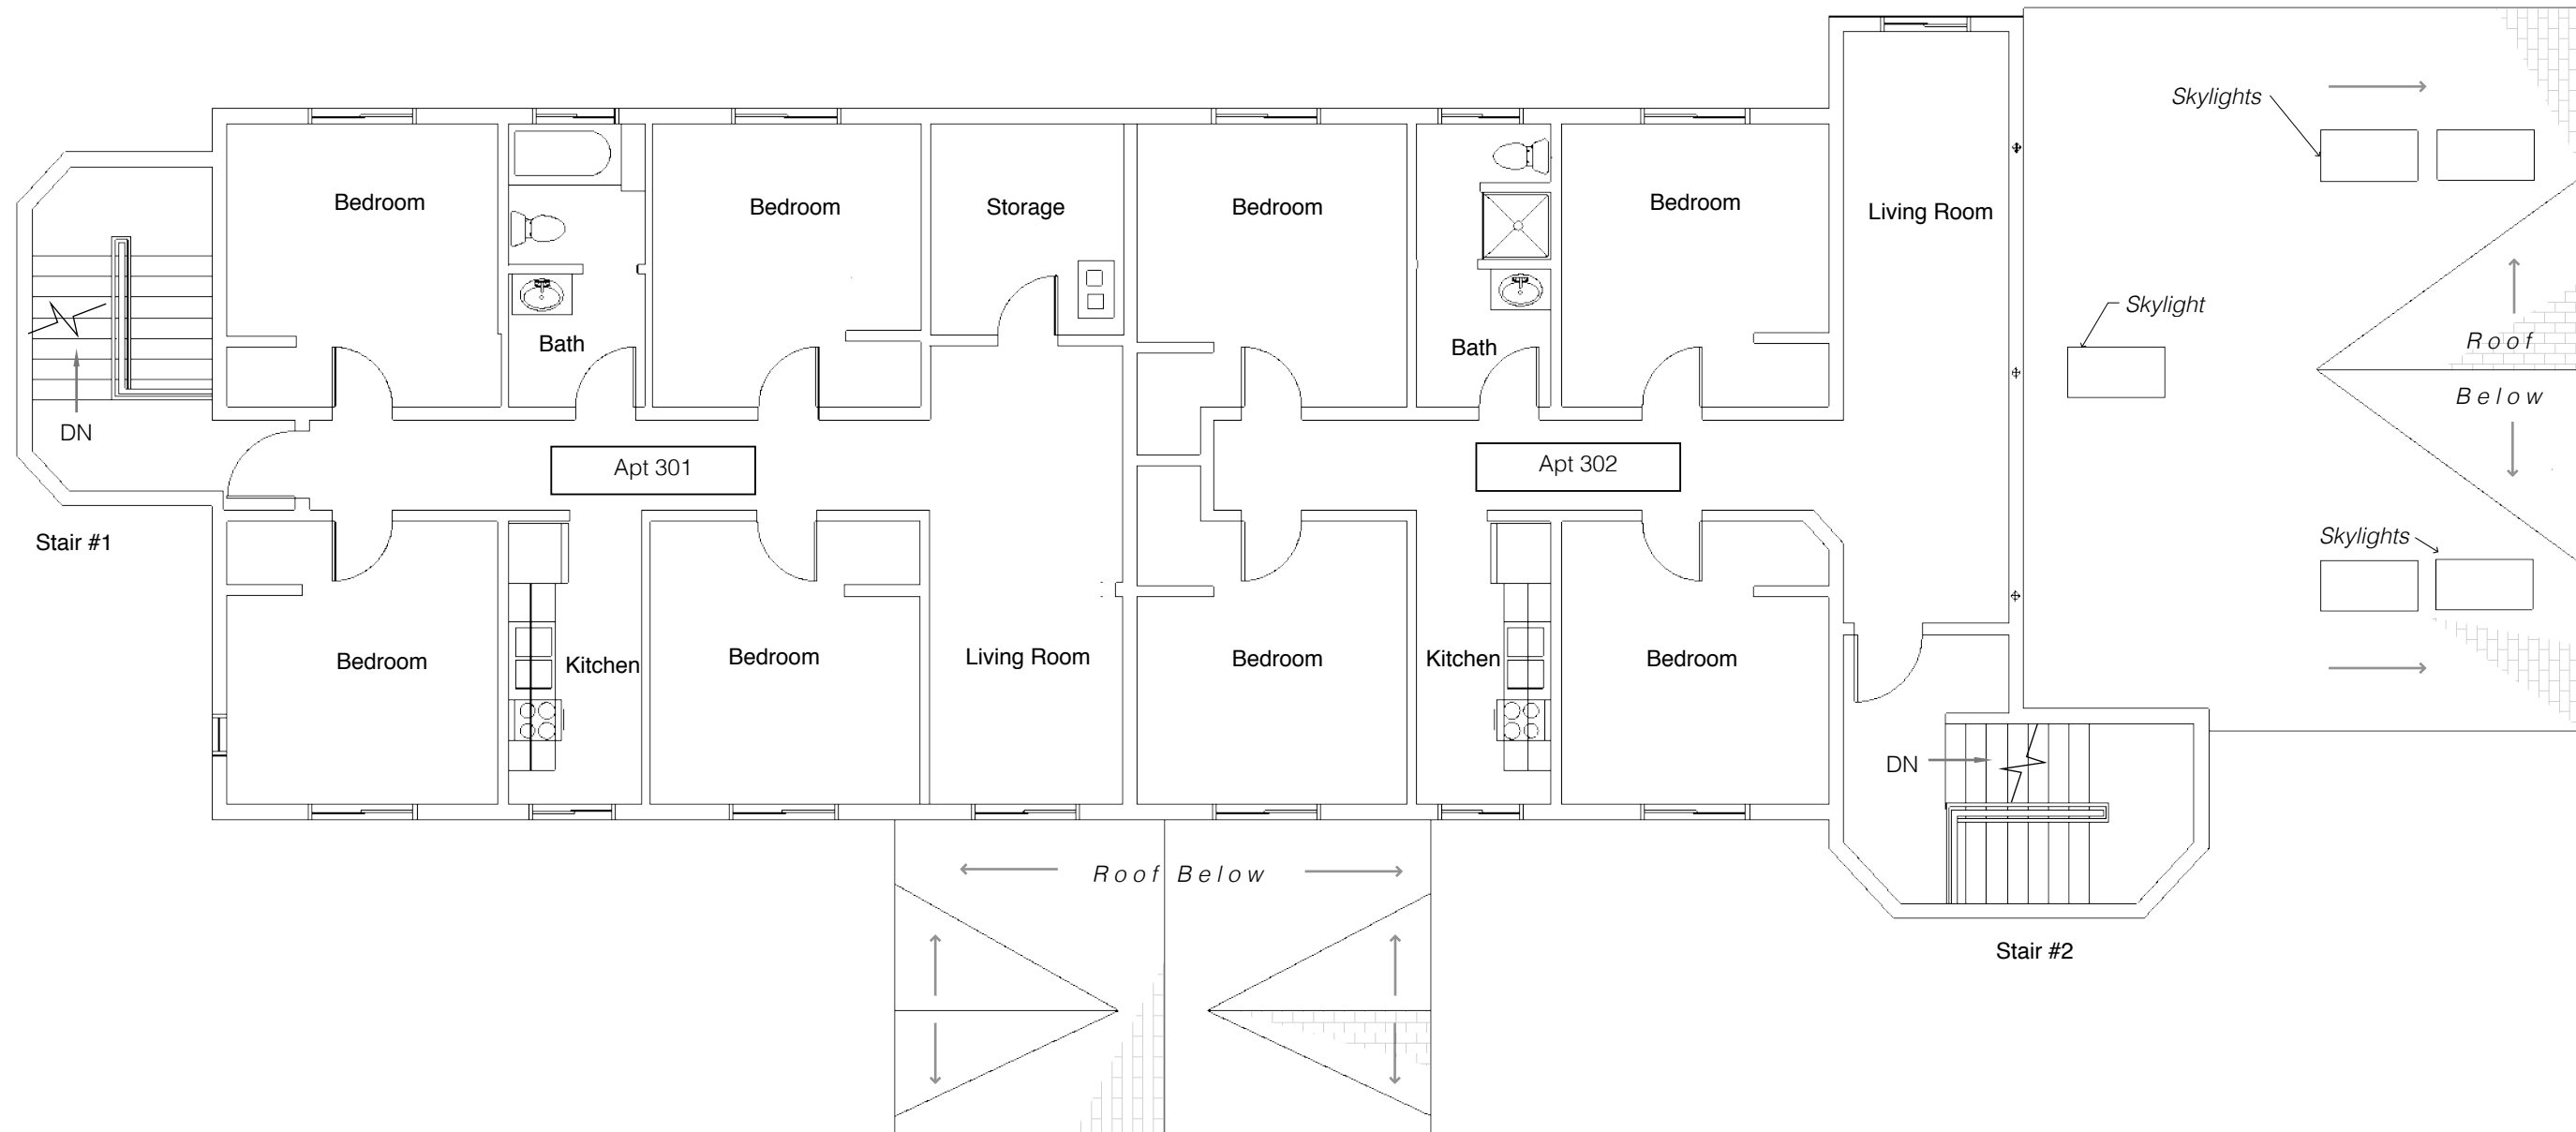 Skylights
Bedroom
Bedroom
Storage
Bedroom
Bedroom
Living Room
Skylight
Bath
Bath
Roof
Below
DN
Apt 301
Apt 302
Stair #1
Skylights
Bedroom
Kitchen
Bedroom
Living Room
Bedroom
Kitchen
Bedroom
DN
Roof Below
Stair #2